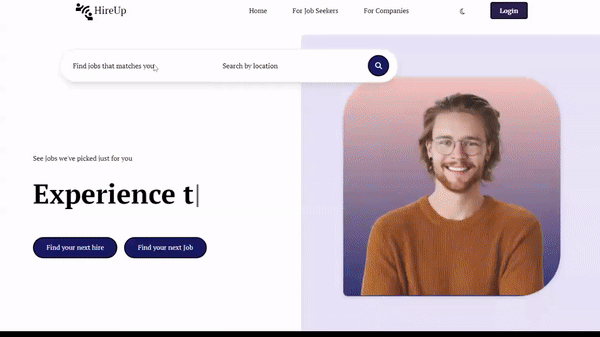 HireUp
Home
For Job Seekers
For Companies
Login
Find jobs that matches you
Search by location
See jobs we've picked just for you
Experience t
Find your next hire
Find your next Job